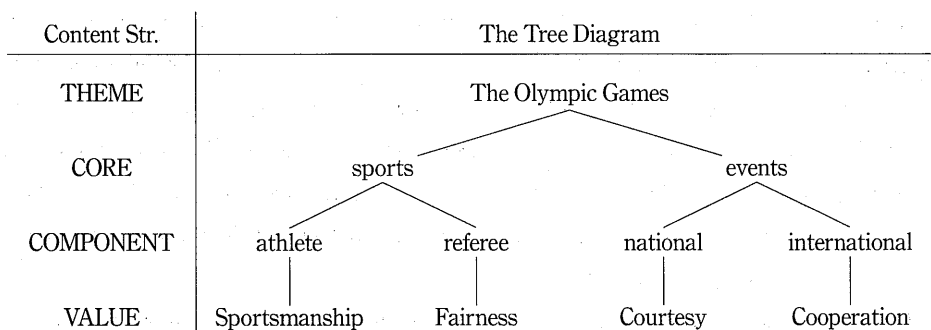 Content Str. The Tree Diagram
THEME The Olympic Games
CORE sports events
COMPONENT athlete referee national international
VALUE Sportsmanship Fairness Courtesy Cooperation